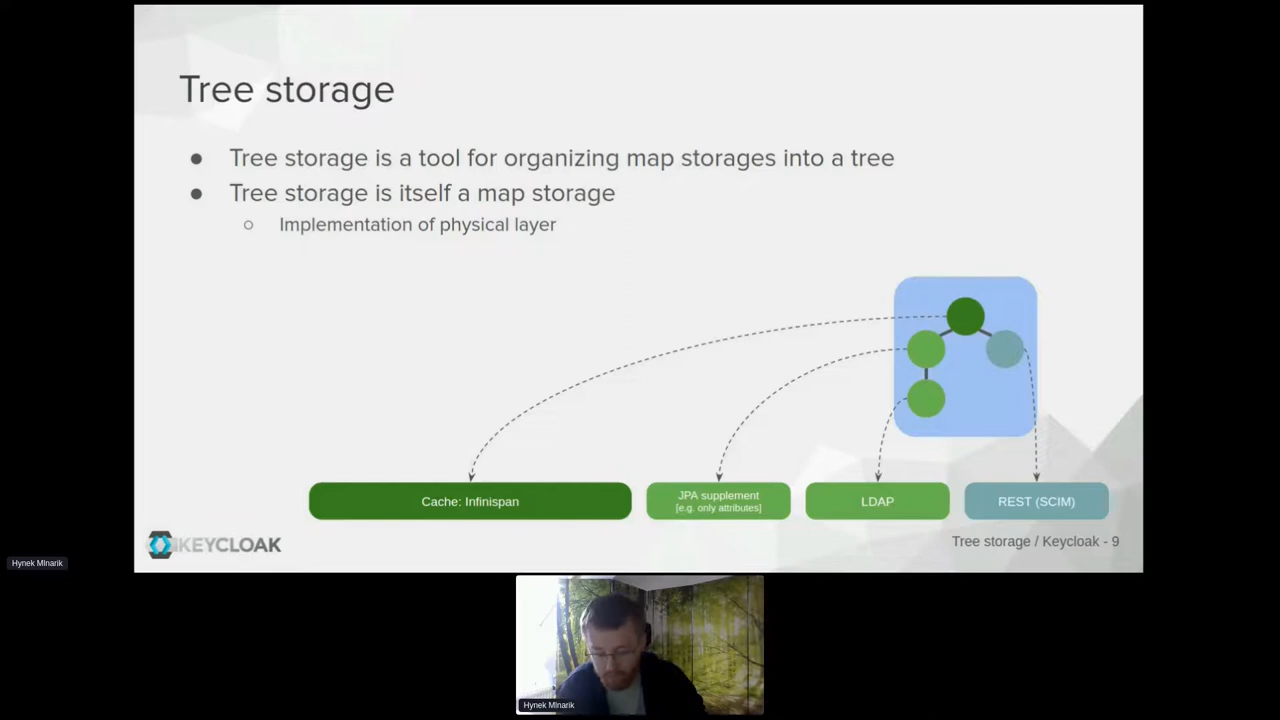 Tree storage
● Tree storage is a tool for organizing map storages into a tree
● Tree storage is itself a map storage
○ Implementation of physical layer
Cache: Infinispan
JPA supplement
[e.g. only attributes]
LDAP
REST (SCIM)
KEYCLOAK
Tree storage / Keycloak - 9
Hynek Mlnarik
Hynek Mlnarik